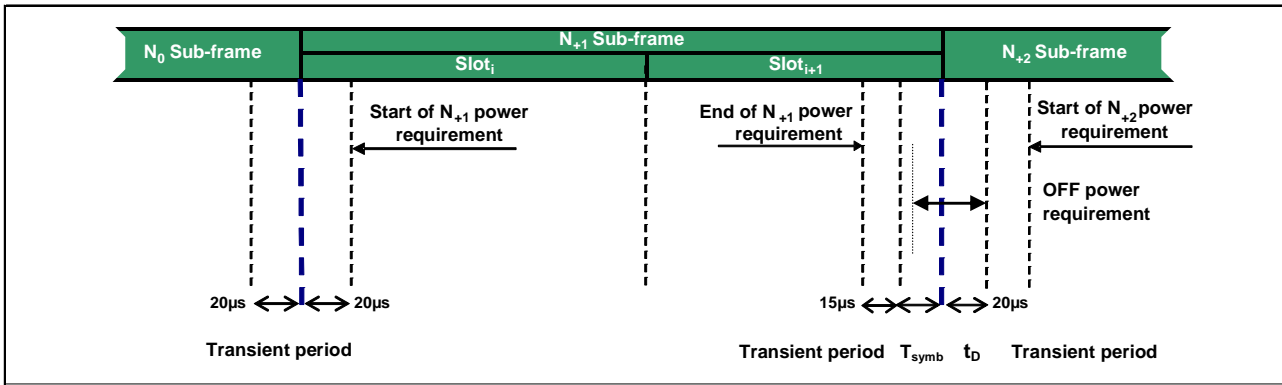 N0 Sub-frame
N+1 Sub-frame
N+2 Sub-frame
Sloti
Sloti+1
Start of N+1 power
requirement
End of N+1 power
requirement
Start of N+2 power
requirement
OFF power
requirement
20µs
20µs
15µs
20µs
Transient period
Transient period
Tsymb
tD
Transient period